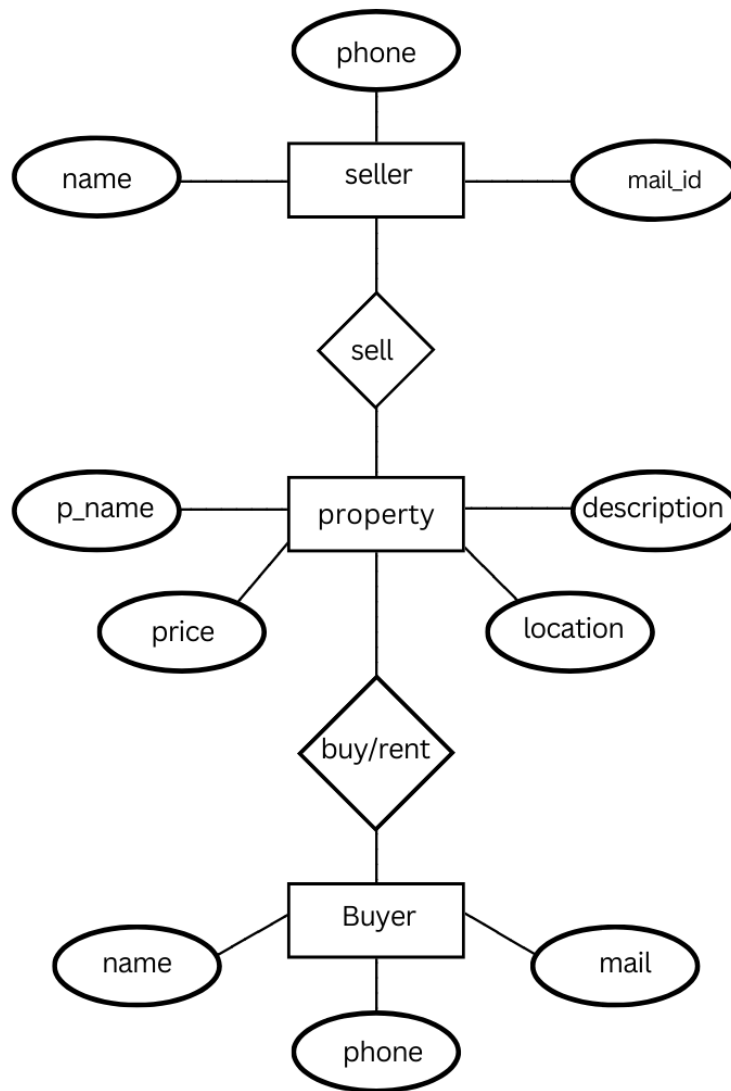 phone
name
seller
mail_id
sell
p_name
property
description
price
location
buy/rent
Buyer
name
mail
phone